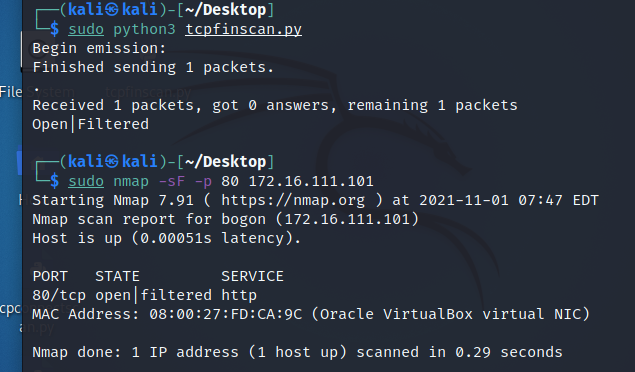 ┌──(kali㉿kali)-[~/Desktop]
└─$ sudo python3 tcpfinscan.py
Begin emission:
Finished sending 1 packets.
.
Received 1 packets, got 0 answers, remaining 1 packets
Open|Filtered
┌──(kali㉿kali)-[~/Desktop]
└─$ sudo nmap -sF -p 80 172.16.111.101
Starting Nmap 7.91 ( https://nmap.org ) at 2021-11-01 07:47 EDT
Nmap scan report for bogon (172.16.111.101)
Host is up (0.00051s latency).
PORT   STATE         SERVICE
80/tcp open|filtered http
MAC Address: 08:00:27:FD:CA:9C (Oracle VirtualBox virtual NIC)
Nmap done: 1 IP address (1 host up) scanned in 0.29 seconds
File System